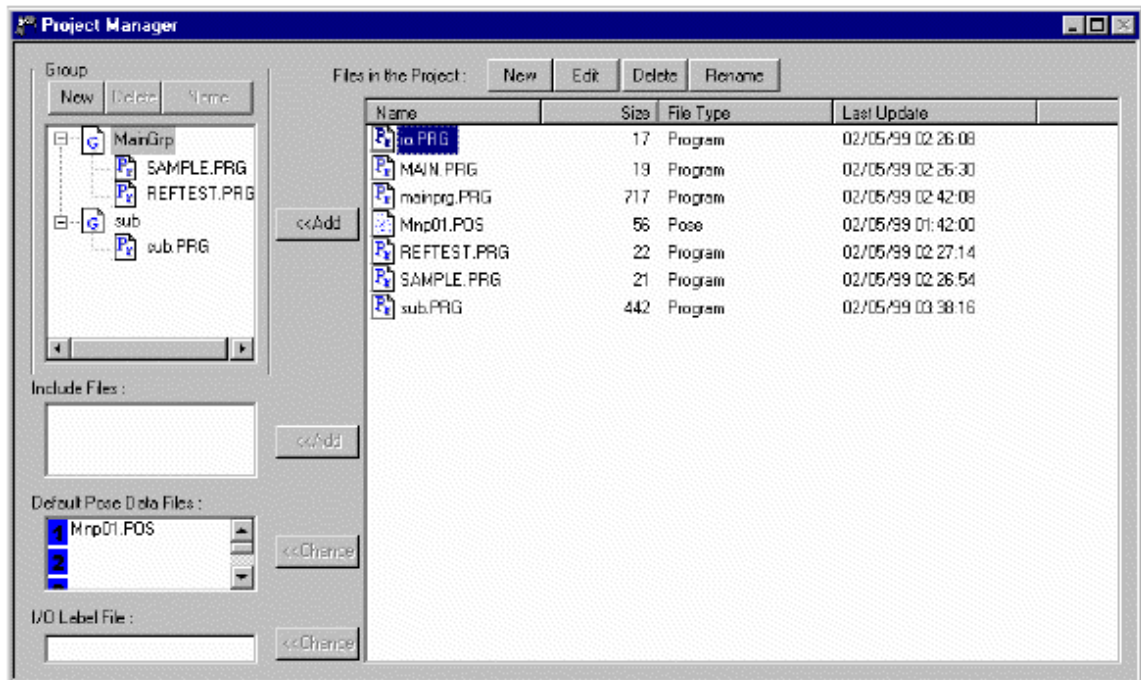 Project Manager
Group
New Delete Name
MainGrp
SAMPLE.PRG
REFTEST.PRG
sub
sub.PRG
<<Add
Include Files :
<<Add
Default Pose Data Files :
1 Mnp01.POS
2
<<Change
I/O Label File :
<<Change
Files in the Project : New Edit Delete Rename
Name Size File Type Last Update
io.PRG 17 Program 02/05/99 02:26:08
MAIN.PRG 19 Program 02/05/99 02:26:30
mainprg.PRG 717 Program 02/05/99 02:42:08
Mnp01.POS 56 Pose 02/05/99 01:42:00
REFTEST.PRG 22 Program 02/05/99 02:27:14
SAMPLE.PRG 21 Program 02/05/99 02:26:54
sub.PRG 442 Program 02/05/99 03:38:16